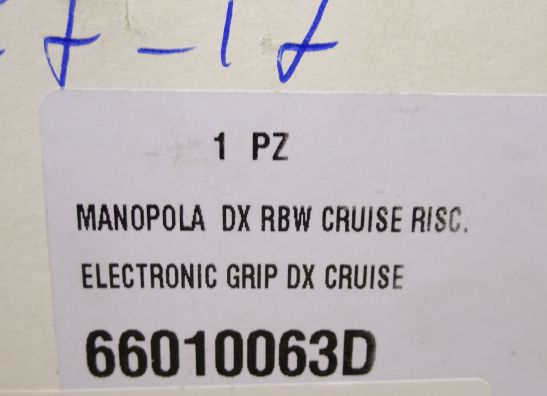 1 PZ
MANOPOLA DX RBW CRUISE RISC.
ELECTRONIC GRIP DX CRUISE
66010063D